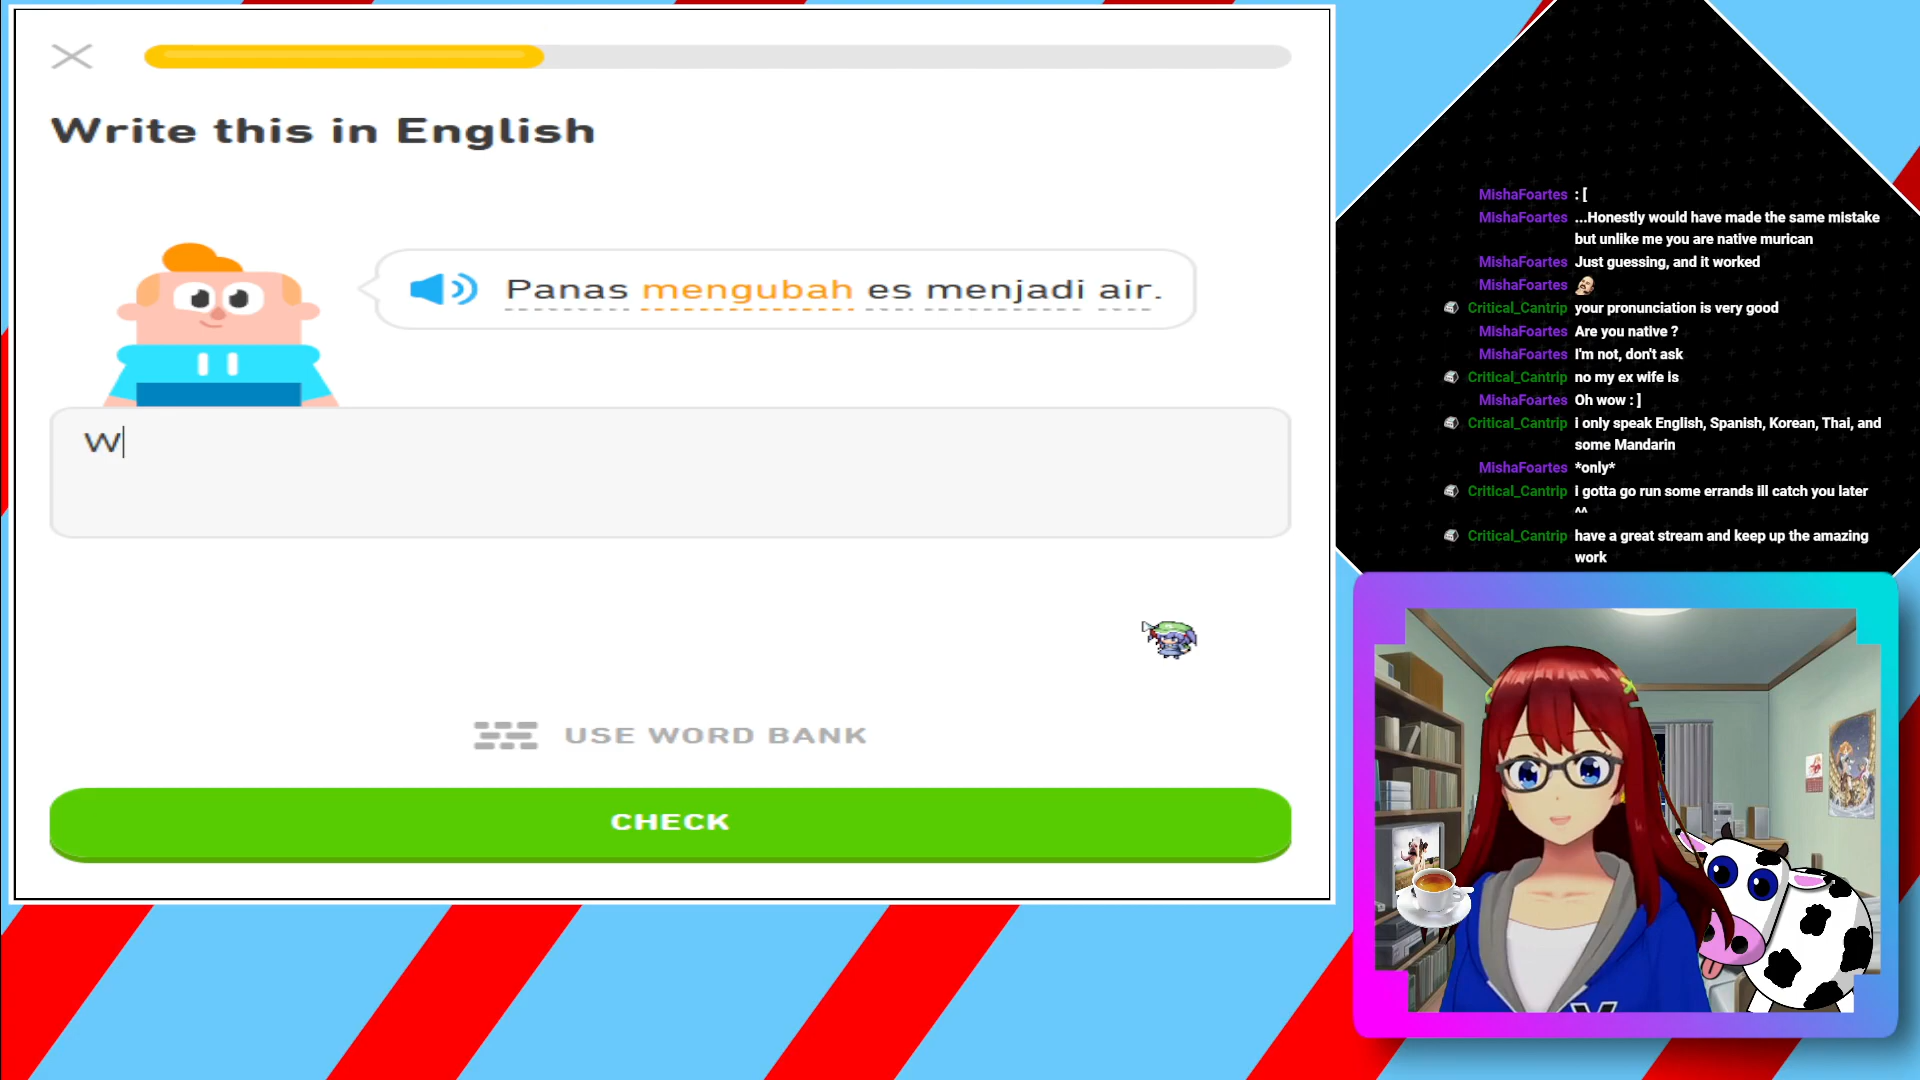 Write this in English
Panas mengubah es menjadi air.
W
USE WORD BANK
CHECK
MishaFoartes : [
MishaFoartes ...Honestly would have made the same mistake
but unlike me you are native murican
MishaFoartes Just guessing, and it worked
MishaFoartes
Critical_Cantrip your pronunciation is very good
MishaFoartes Are you native ?
MishaFoartes I'm not, don't ask
Critical_Cantrip no my ex wife is
MishaFoartes Oh wow : ]
Critical_Cantrip i only speak English, Spanish, Korean, Thai, and
some Mandarin
MishaFoartes *only*
Critical_Cantrip i gotta go run some errands ill catch you later
^^
Critical_Cantrip have a great stream and keep up the amazing
work